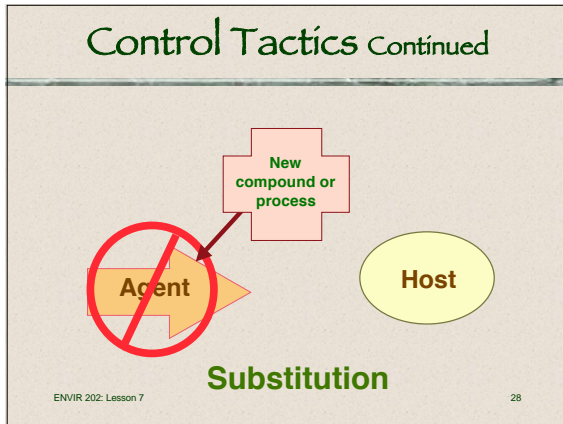 Control Tactics Continued
New
compound or
process
Agent
Host
Substitution
ENVIR 202: Lesson 7
28